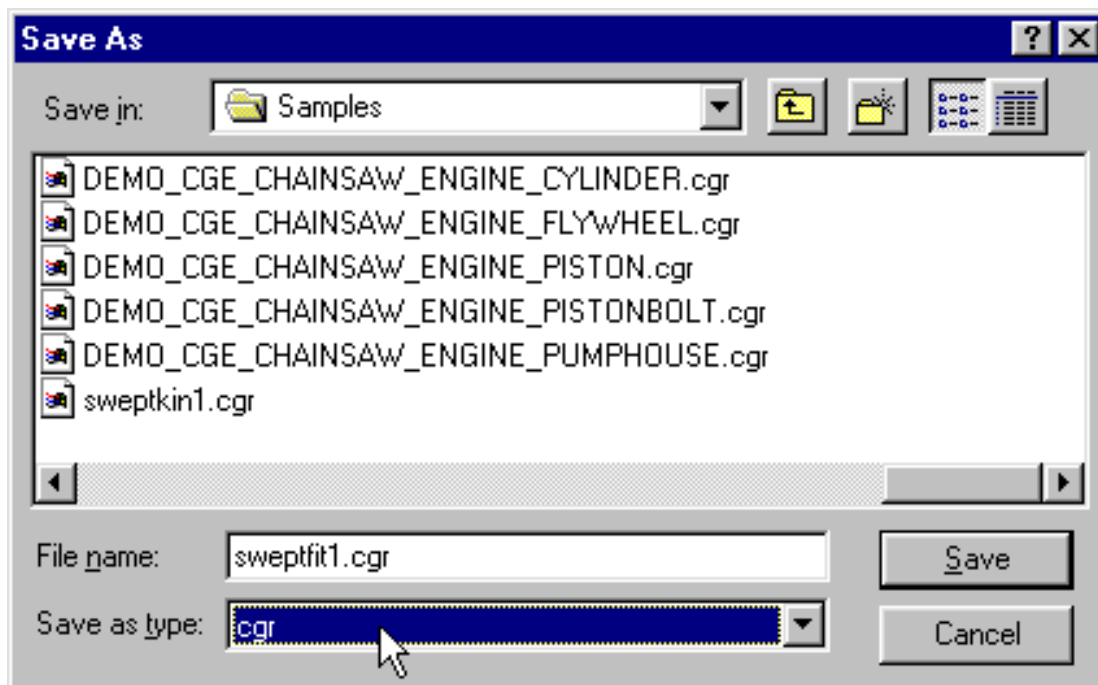 Save As
Save in: Samples
DEMO_CGE_CHAINSAW_ENGINE_CYLINDER.cgr
DEMO_CGE_CHAINSAW_ENGINE_FLYWHEEL.cgr
DEMO_CGE_CHAINSAW_ENGINE_PISTON.cgr
DEMO_CGE_CHAINSAW_ENGINE_PISTONBOLT.cgr
DEMO_CGE_CHAINSAW_ENGINE_PUMPHOUSE.cgr
sweptkin1.cgr
File name: sweptfit1.cgr Save
Save as type: cgr Cancel